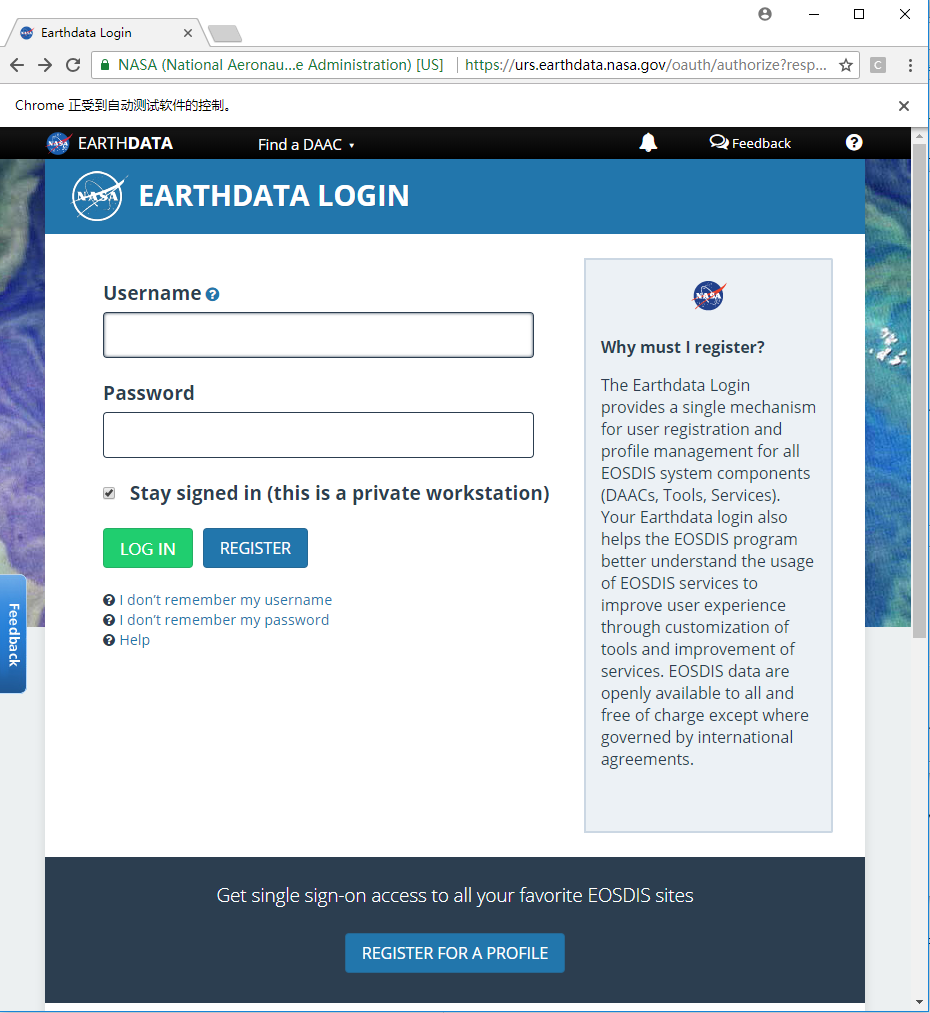 Earthdata Login
NASA (National Aeronau...e Administration) [US] https://urs.earthdata.nasa.gov/oauth/authorize?resp...
C
Chrome 正受到自动测试软件的控制。
NASA EARTHDATA Find a DAAC Feedback
NASA EARTHDATA LOGIN
Username
Password
Stay signed in (this is a private workstation)
LOG IN REGISTER
I don't remember my username
I don't remember my password
Help
Feedback
NASA
Why must I register?
The Earthdata Login
provides a single mechanism
for user registration and
profile management for all
EOSDIS system components
(DAACs, Tools, Services).
Your Earthdata login also
helps the EOSDIS program
better understand the usage
of EOSDIS services to
improve user experience
through customization of
tools and improvement of
services. EOSDIS data are
openly available to all and
free of charge except where
governed by international
agreements.
Get single sign-on access to all your favorite EOSDIS sites
REGISTER FOR A PROFILE